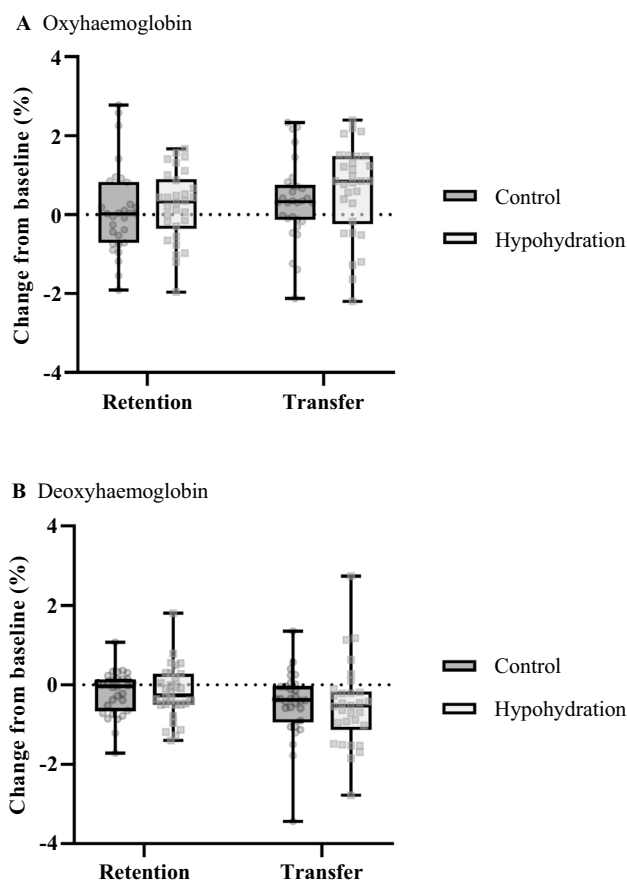 A Oxyhaemoglobin
4
2
0
-2
-4
Change from baseline (%)
Retention Transfer
Control
Hypohydration
B Deoxyhaemoglobin
4
2
0
-2
-4
Change from baseline (%)
Retention Transfer
Control
Hypohydration